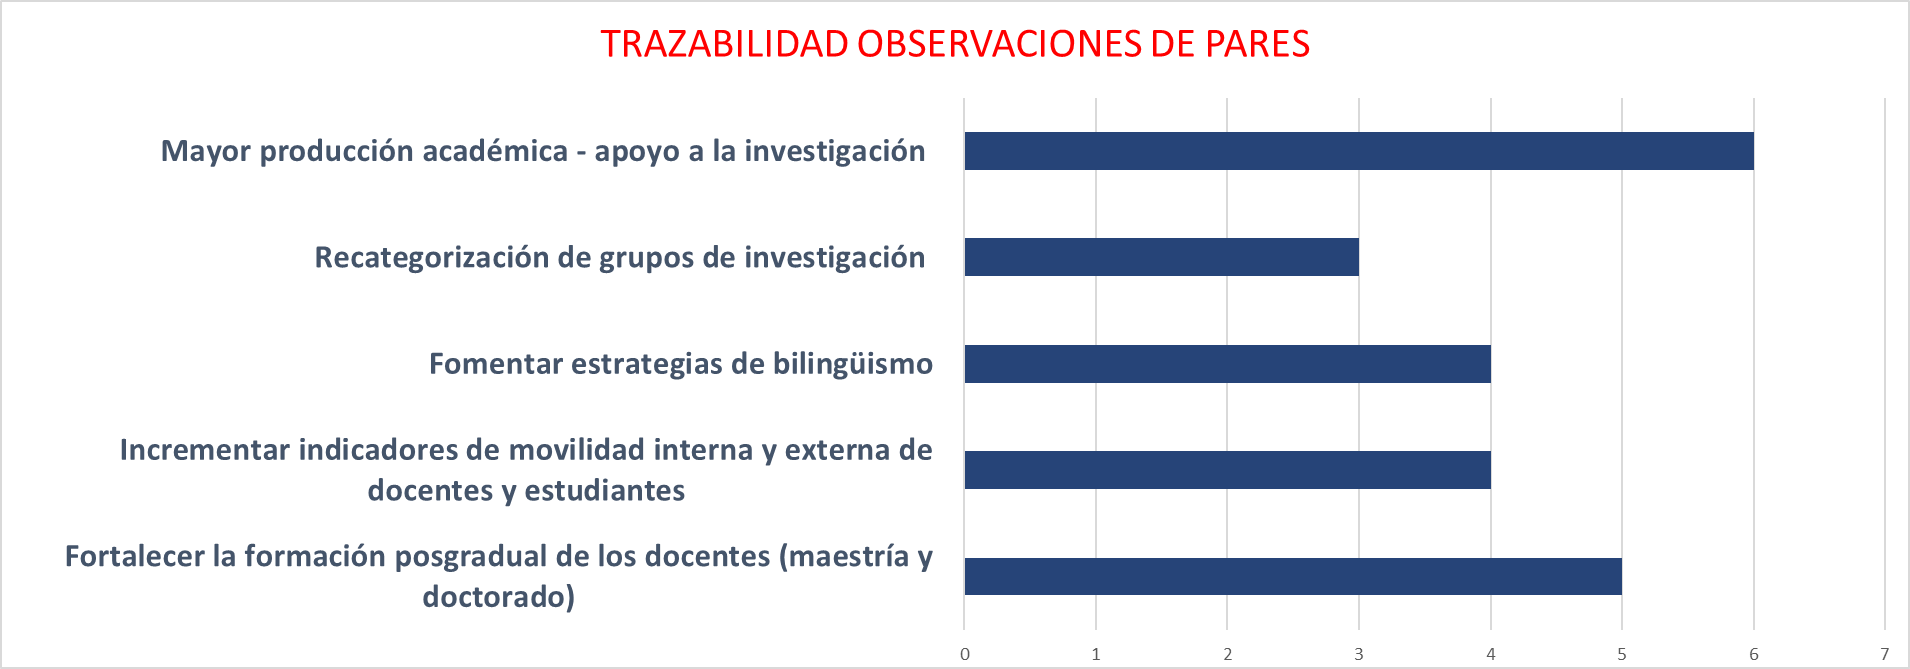 TRAZABILIDAD OBSERVACIONES DE PARES
Mayor producción académica - apoyo a la investigación
Recategorización de grupos de investigación
Fomentar estrategias de bilingüismo
Incrementar indicadores de movilidad interna y externa de
docentes y estudiantes
Fortalecer la formación posgradual de los docentes (maestría y
doctorado)
0 1 2 3 4 5 6 7